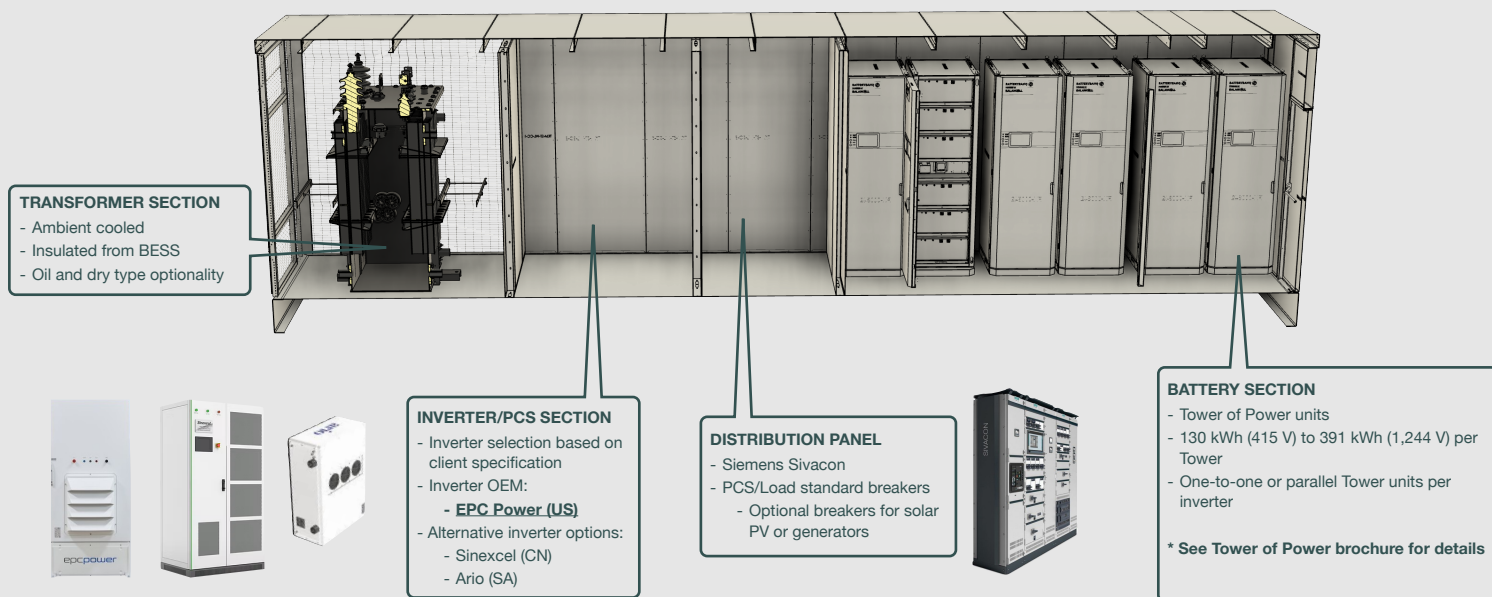 TRANSFORMER SECTION
- Ambient cooled
- Insulated from BESS
- Oil and dry type optionality
INVERTER/PCS SECTION
- Inverter selection based on
client specification
- Inverter OEM:
- EPC Power (US)
- Alternative inverter options:
- Sinexcel (CN)
- Ario (SA)
DISTRIBUTION PANEL
- Siemens Sivacon
- PCS/Load standard breakers
- Optional breakers for solar
PV or generators
BATTERY SECTION
- Tower of Power units
- 130 kWh (415 V) to 391 kWh (1,244 V) per
Tower
- One-to-one or parallel Tower units per
inverter
* See Tower of Power brochure for details
epcpower
SIVACON